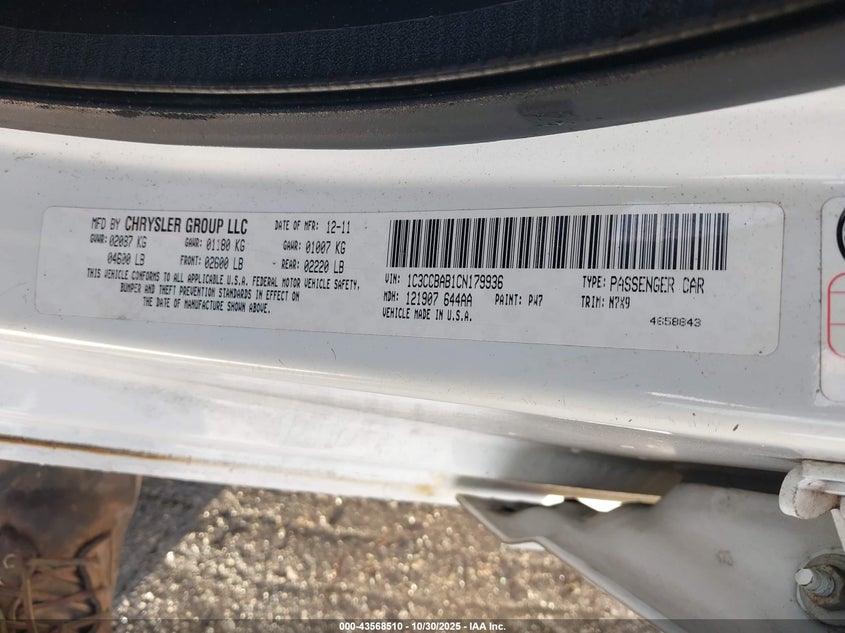 MFD BY CHRYSLER GROUP LLC DATE OF MFR: 12-11
GVWR: 02087 KG GAWR: 01180 KG GAWR: 01007 KG
04600 LB FRONT: 02600 LB REAR: 02220 LB
THIS VEHICLE CONFORMS TO ALL APPLICABLE U.S.A. FEDERAL MOTOR VEHICLE SAFETY,
BUMPER AND THEFT PREVENTION STANDARDS IN EFFECT ON
THE DATE OF MANUFACTURE SHOWN ABOVE.
VIN: 1C3CCBAB1CN179936 TYPE: PASSENGER CAR
MDH: 121907 644AA PAINT: PW7 TRIM: N7X9
VEHICLE MADE IN U.S.A. 4658843
000-43568510 - 10/30/2025 - IAA Inc.